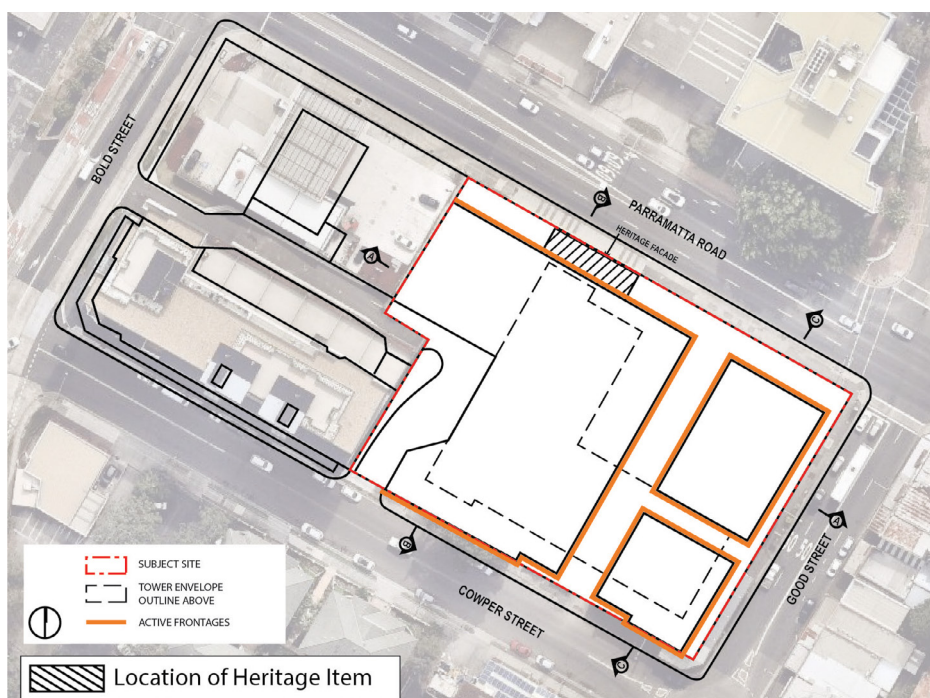 BOLD STREET
B
PARRAMATTA ROAD
HERITAGE FACADE
A
C
A
B
COWPER STREET
GOOD STREET
C
SUBJECT SITE
TOWER ENVELOPE
OUTLINE ABOVE
ACTIVE FRONTAGES
Location of Heritage Item